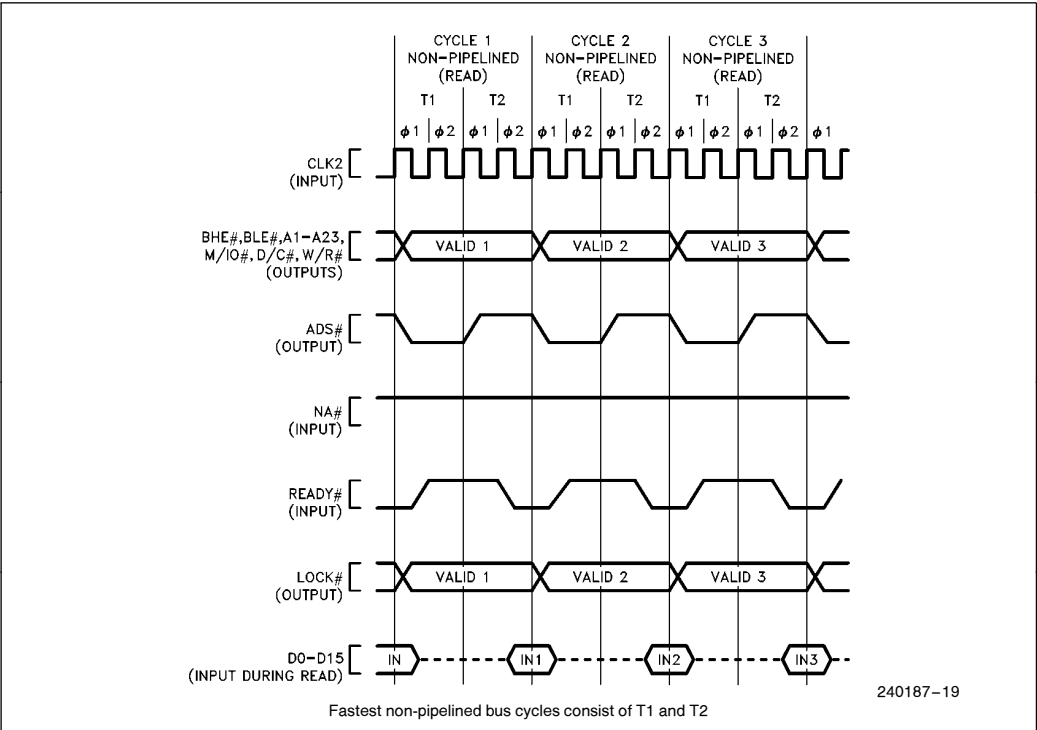 CYCLE 1 CYCLE 2 CYCLE 3
NON-PIPELINED NON-PIPELINED NON-PIPELINED
(READ) (READ) (READ)
T1 T2 T1 T2 T1 T2
ϕ1 ϕ2 ϕ1 ϕ2 ϕ1 ϕ2 ϕ1 ϕ2 ϕ1 ϕ2 ϕ1 ϕ2 ϕ1
CLK2
(INPUT)
BHE#,BLE#,A1-A23,
M/IO#,D/C#,W/R#
(OUTPUTS)
VALID 1 VALID 2 VALID 3
ADS#
(OUTPUT)
NA#
(INPUT)
READY#
(INPUT)
LOCK#
(OUTPUT)
VALID 1 VALID 2 VALID 3
D0-D15
(INPUT DURING READ)
IN IN1 IN2 IN3
240187-19
Fastest non-pipelined bus cycles consist of T1 and T2